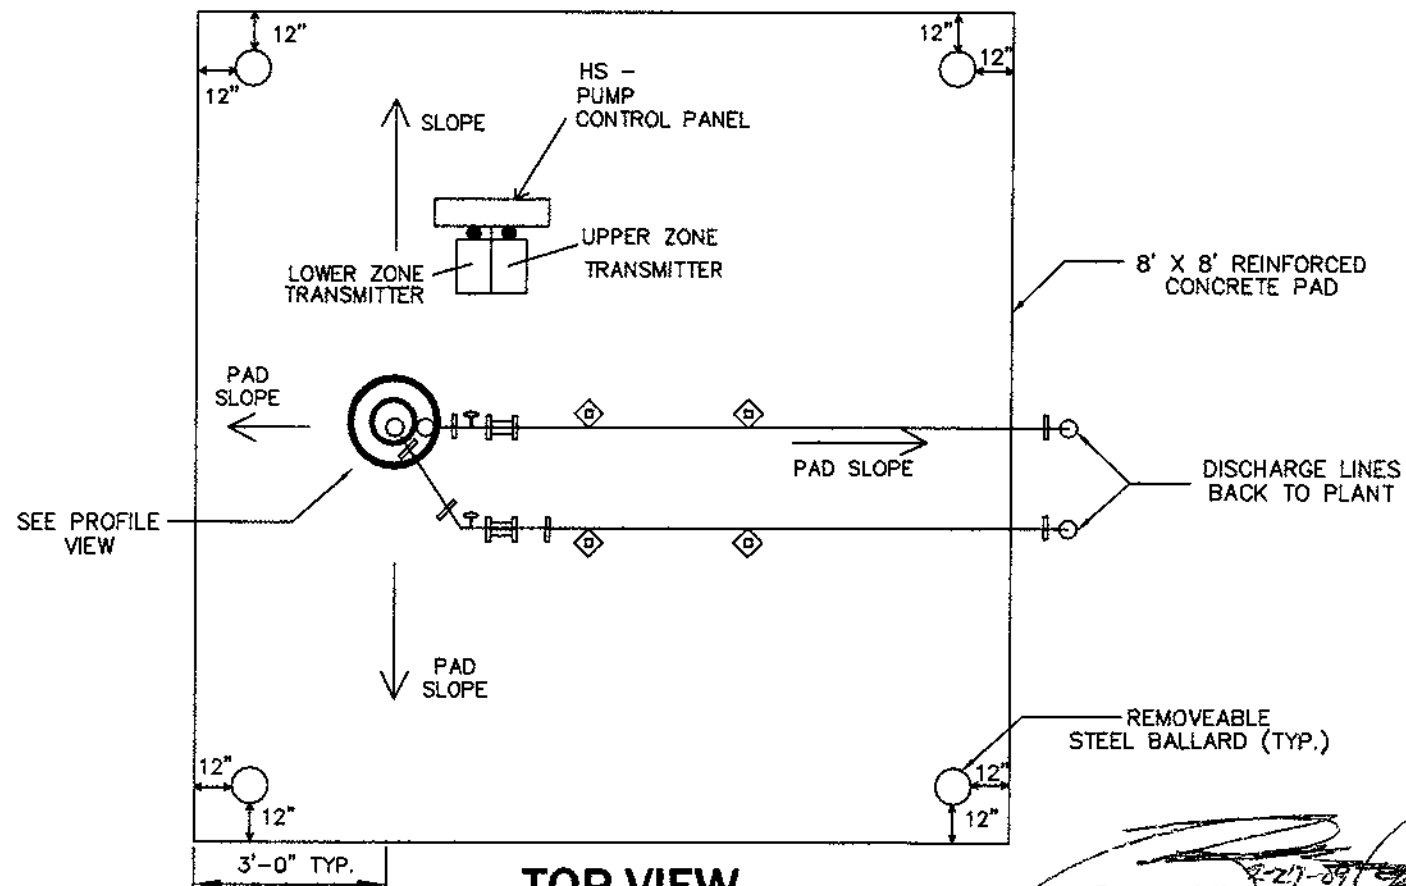 12"
12"
12"
12"
HS -
PUMP
CONTROL PANEL
SLOPE
UPPER ZONE
TRANSMITTER
LOWER ZONE
TRANSMITTER
8' X 8' REINFORCED
CONCRETE PAD
PAD
SLOPE
PAD SLOPE
DISCHARGE LINES
BACK TO PLANT
SEE PROFILE
VIEW
PAD
SLOPE
REMOVEABLE
STEEL BALLARD (TYP.)
12"
12"
12"
12"
3'-0" TYP.
TOP VIEW